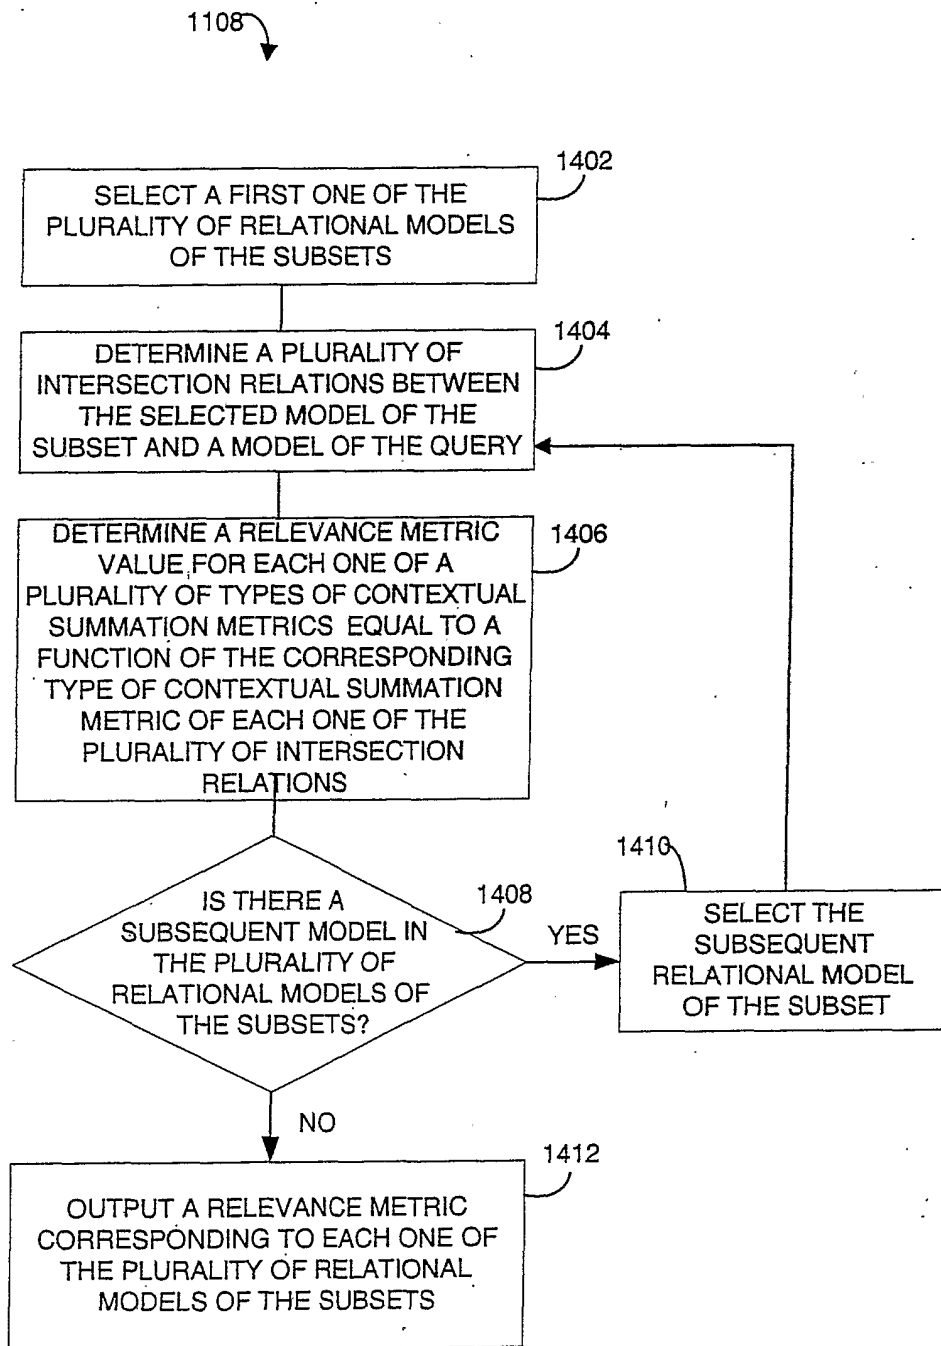 1108
1402
SELECT A FIRST ONE OF THE
PLURALITY OF RELATIONAL MODELS
OF THE SUBSETS
1404
DETERMINE A PLURALITY OF
INTERSECTION RELATIONS BETWEEN
THE SELECTED MODEL OF THE
SUBSET AND A MODEL OF THE QUERY
1406
DETERMINE A RELEVANCE METRIC
VALUE FOR EACH ONE OF A
PLURALITY OF TYPES OF CONTEXTUAL
SUMMATION METRICS EQUAL TO A
FUNCTION OF THE CORRESPONDING
TYPE OF CONTEXTUAL SUMMATION
METRIC OF EACH ONE OF THE
PLURALITY OF INTERSECTION
RELATIONS
1408
IS THERE A
SUBSEQUENT MODEL IN
THE PLURALITY OF
RELATIONAL MODELS OF
THE SUBSETS?
YES
1410
SELECT THE
SUBSEQUENT
RELATIONAL MODEL
OF THE SUBSET
NO
1412
OUTPUT A RELEVANCE METRIC
CORRESPONDING TO EACH ONE OF
THE PLURALITY OF RELATIONAL
MODELS OF THE SUBSETS